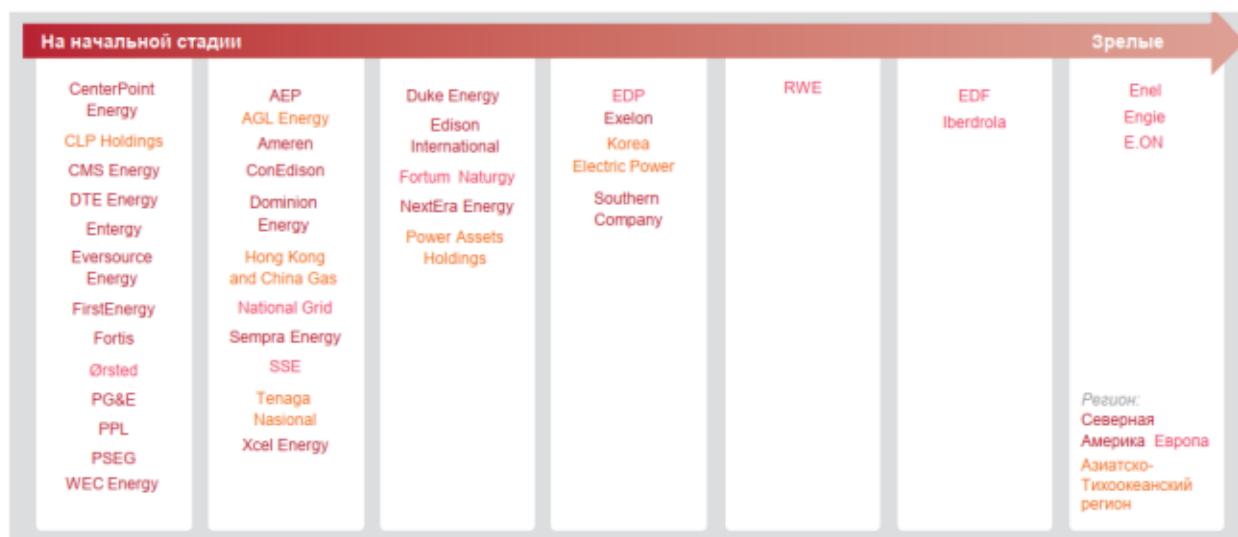 На начальной стадии
Зрелые
CenterPoint
Energy
CLP Holdings
CMS Energy
DTE Energy
Entergy
Eversource
Energy
FirstEnergy
Fortis
Ørsted
PG&E
PPL
PSEG
WEC Energy
AEP
AGL Energy
Ameren
ConEdison
Dominion
Energy
Hong Kong
and China Gas
National Grid
Sempra Energy
SSE
Tenaga
Nasional
Xcel Energy
Duke Energy
Edison
International
Fortum Naturgy
NextEra Energy
Power Assets
Holdings
EDP
Exelon
Korea
Electric Power
Southern
Company
RWE
EDF
Iberdrola
Enel
Engie
E.ON
Регион:
Северная
Америка Европа
Азиатско-
Тихоокеанский
регион